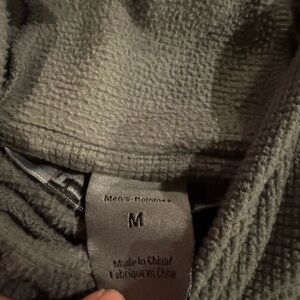 Men's-Hommes
M
Made In China/
Fabriqué en Chine